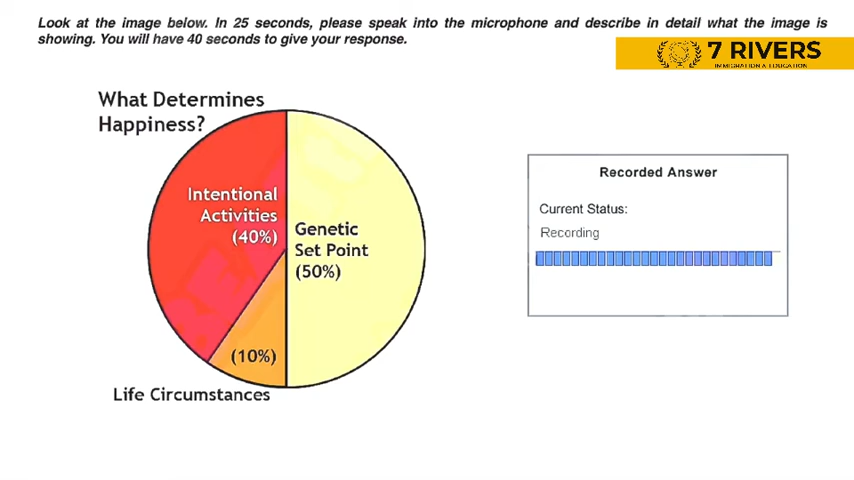 Look at the image below. In 25 seconds, please speak into the microphone and describe in detail what the image is
showing. You will have 40 seconds to give your response.
7 RIVERS
IMMIGRATION & EDUCATION
What Determines
Happiness?
Intentional
Activities
(40%)
Genetic
Set Point
(50%)
(10%)
Life Circumstances
Recorded Answer
Current Status:
Recording